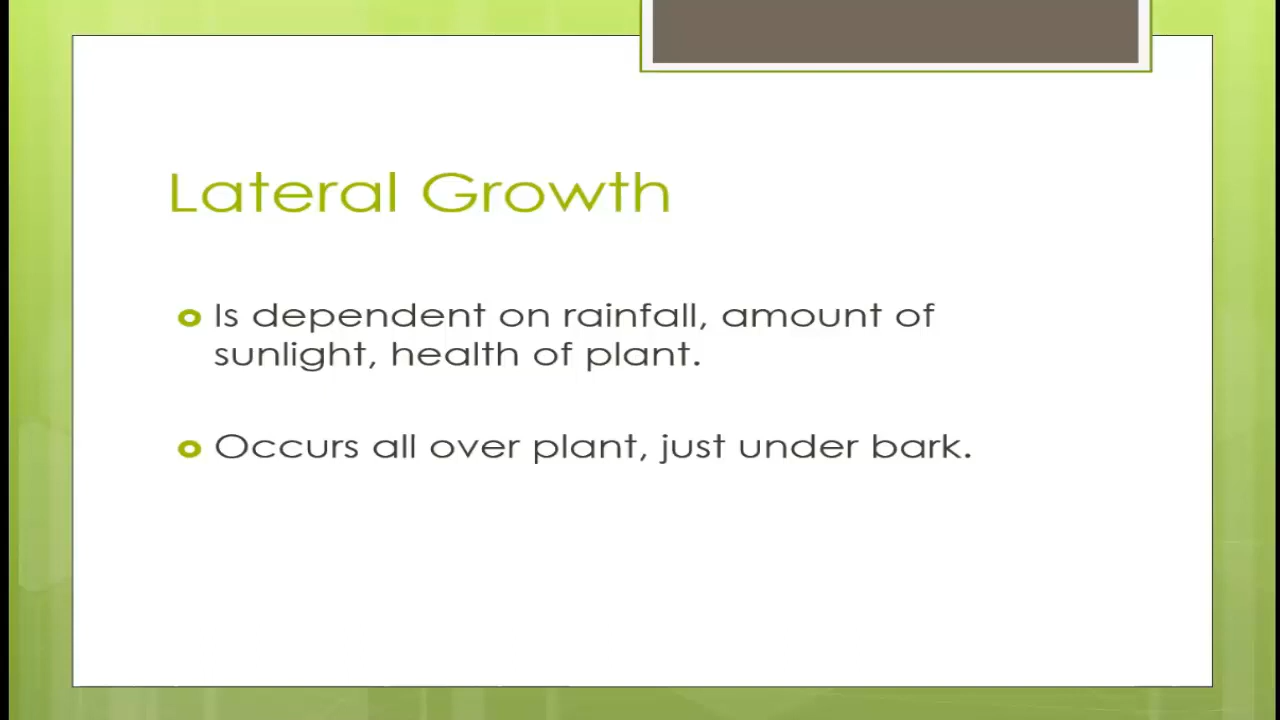 Lateral Growth
Is dependent on rainfall, amount of
sunlight, health of plant.
Occurs all over plant, just under bark.